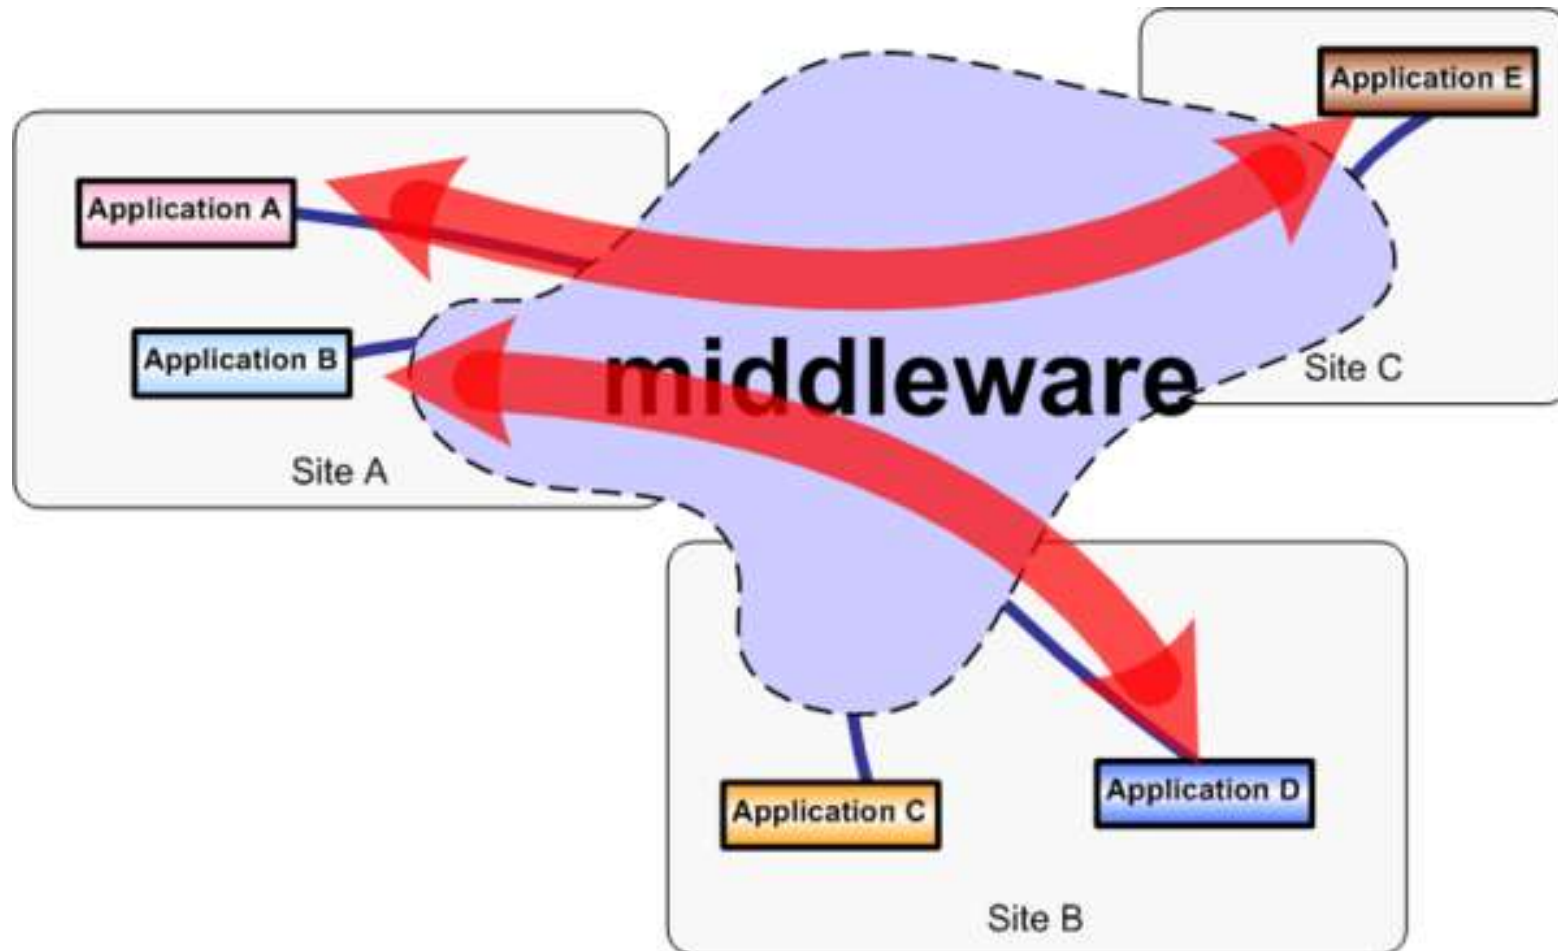 Application E
Application A
Application B
middleware
Site C
Site A
Application C
Application D
Site B